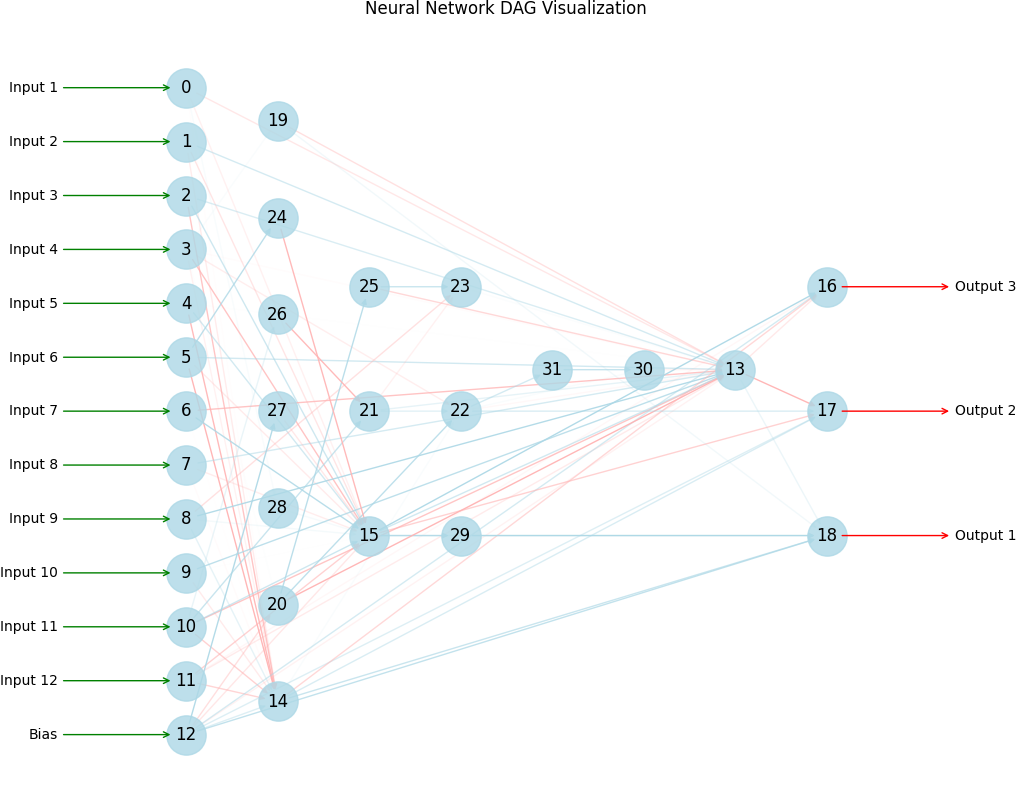 Neural Network DAG Visualization
Input 1
0
19
Input 2
1
Input 3
2
24
Input 4
3
25
23
16
Output 3
Input 5
4
26
Input 6
5
31
30
13
Input 7
6
27
21
22
17
Output 2
Input 8
7
Input 9
8
28
15
29
18
Output 1
Input 10
9
20
Input 11
10
Input 12
11
14
Bias
12